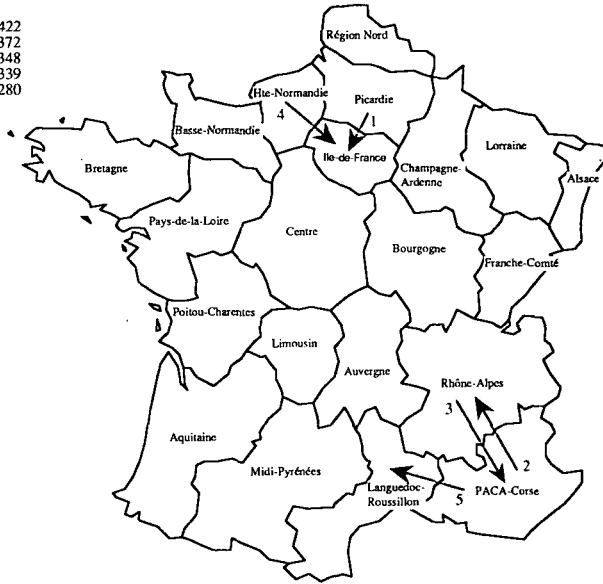 422
372
348
339
280
Région Nord
Hte-Normandie
Picardie
4
1
Basse-Normandie
Ile-de-France
Lorraine
Bretagne
Champagne-
Ardenne
Alsace
Pays-de-la-Loire
Centre
Bourgogne
Franche-Comté
Poitou-Charentes
Limousin
Auvergne
Rhône-Alpes
3
Aquitaine
2
Midi-Pyrénées
Languedoc-
Roussillon
5
PACA-Corse